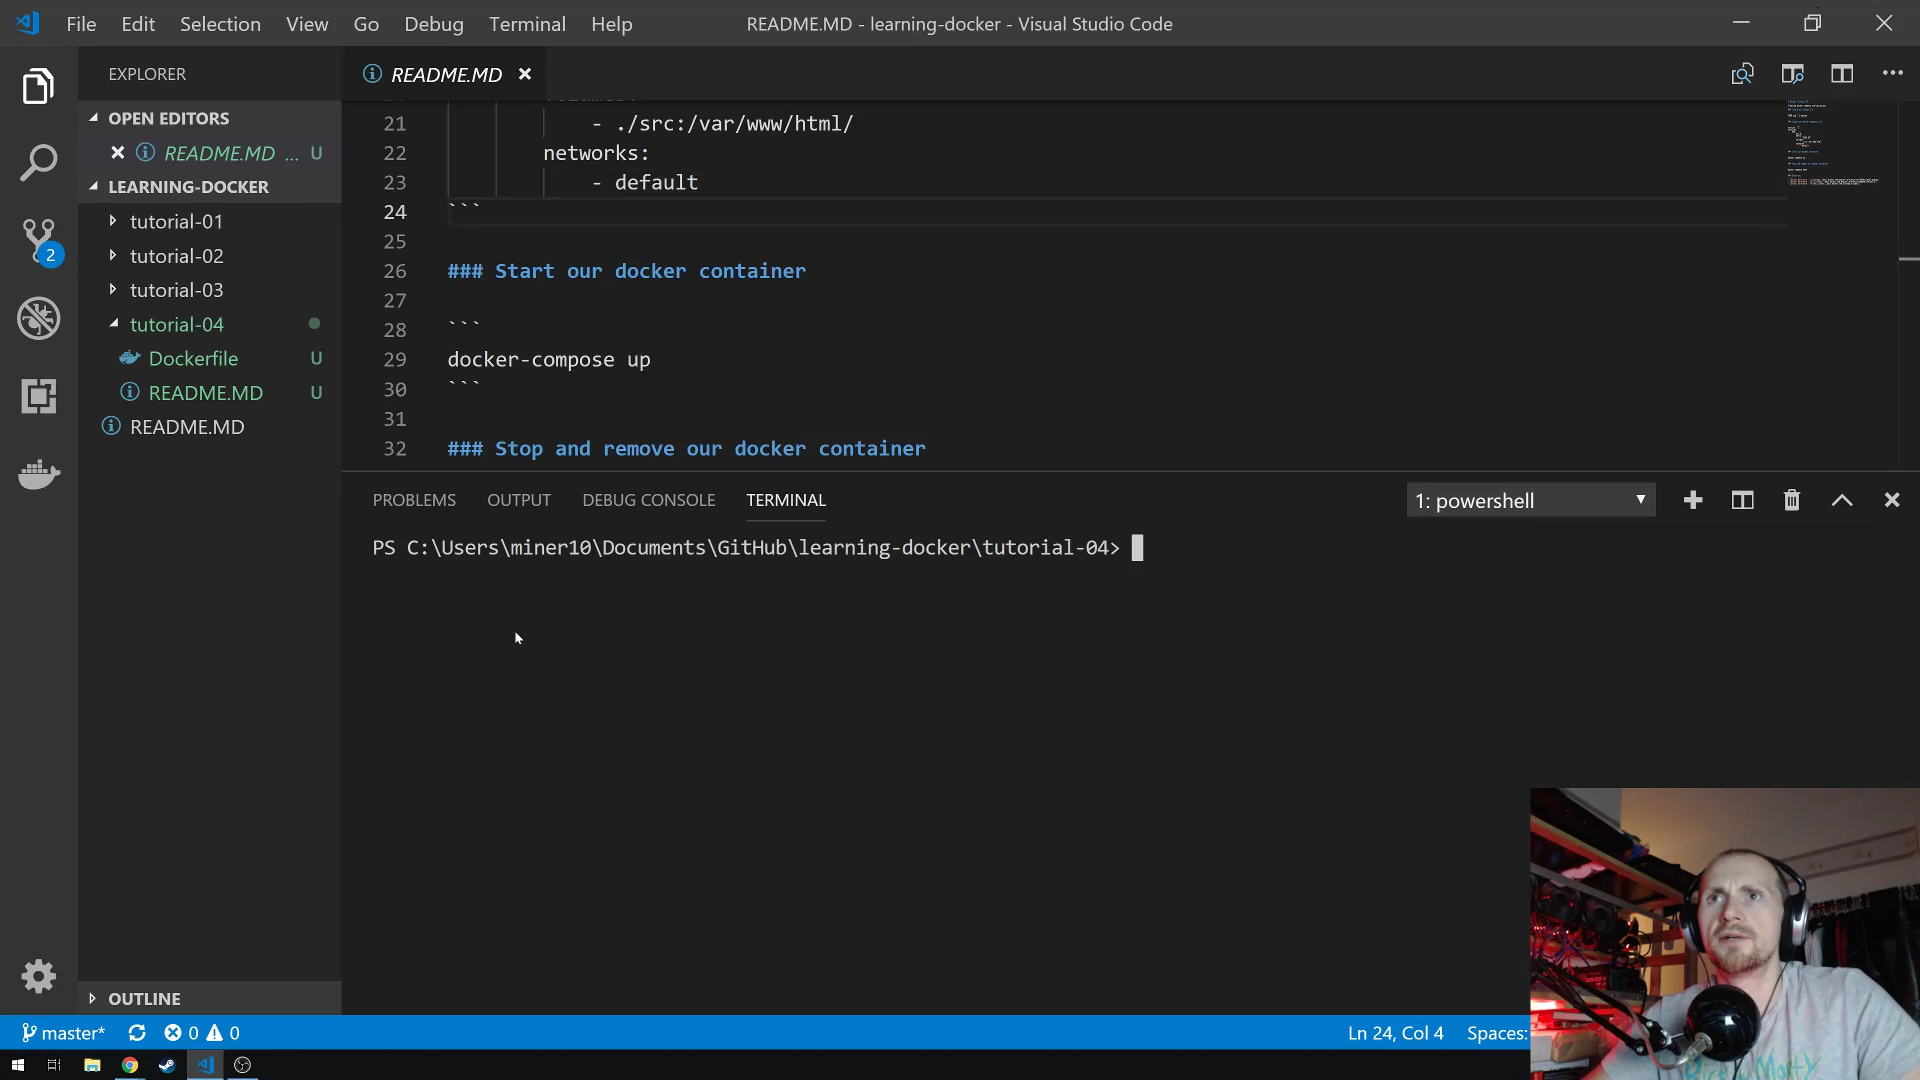 File Edit Selection View Go Debug Terminal Help
README.MD - learning-docker - Visual Studio Code
EXPLORER
OPEN EDITORS
README.MD ... U
LEARNING-DOCKER
tutorial-01
tutorial-02
tutorial-03
tutorial-04
Dockerfile U
README.MD U
README.MD
2
OUTLINE
README.MD
21 - ./src:/var/www/html/
22 networks:
23 - default
24 ```
25
26 ### Start our docker container
27
28 ```
29 docker-compose up
30 ```
31
32 ### Stop and remove our docker container
PROBLEMS OUTPUT DEBUG CONSOLE TERMINAL
1: powershell
PS C:\Users\miner10\Documents\GitHub\learning-docker\tutorial-04>
master* 0 0
Ln 24, Col 4 Spaces: